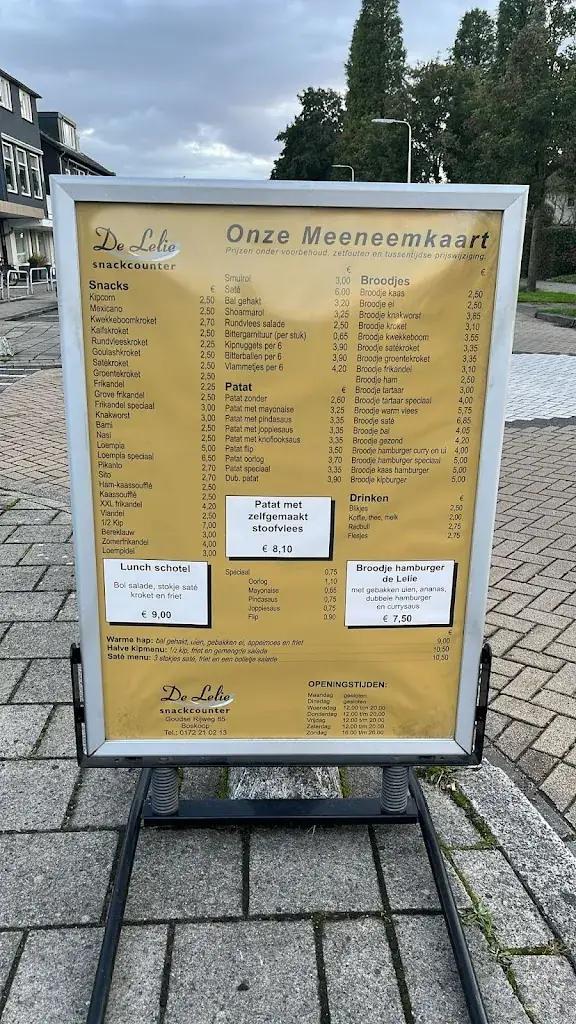 De Lelie
snackcounter
Onze Meeneemkaart
Prijzen onder voorbehoud, zetfouten en tussentijdse prijswijziging.
Snacks €
Kipcorn 2,50
Mexicano 2,50
Kwekkeboomkroket 2,70
Kalfskroket 2,50
Rundvleeskroket 2,25
Goulashkroket 2,50
Satékroket 2,50
Groentekroket 2,50
Frikandel 2,25
Grove frikandel 2,50
Frikandel speciaal 3,00
Knakworst 3,00
Bami 2,50
Nasi 2,50
Loempia 5,00
Loempia speciaal 6,50
Pikanto 2,70
Sito 2,70
Ham-kaassoufflé 2,50
Kaassoufflé 2,50
XXL frikandel 4,20
Viandel 2,50
1/2 Kip 7,00
Bereklauw 3,00
Zomerfrikandel 4,00
Loempidel 3,00
€
Smulrol 3,00
Saté 6,00
Bal gehakt 3,20
Shoarmarol 3,25
Rundvlees salade 2,50
Bittergarnituur (per stuk) 0,65
Kipnuggets per 6 3,90
Bitterballen per 6 3,90
Vlammetjes per 6 4,20
Patat €
Patat zonder 2,60
Patat met mayonaise 3,25
Patat met pindasaus 3,35
Patat met joppiesaus 3,35
Patat met knoflooksaus 3,35
Patat flip 3,50
Patat oorlog 3,70
Patat speciaal 3,35
Dub. patat 3,90
Patat met
zelfgemaakt
stoofvlees
€ 8,10
Speciaal 0,75
Oorlog 1,10
Mayonaise 0,65
Pindasaus 0,75
Joppiesaus 0,75
Flip 0,90
Broodjes €
Broodje kaas 2,50
Broodje ei 2,50
Broodje knakworst 3,85
Broodje kroket 3,10
Broodje kwekkeboom 3,55
Broodje satékroket 3,35
Broodje groentekroket 3,35
Broodje frikandel 3,10
Broodje ham 2,50
Broodje tartaar 3,00
Broodje tartaar speciaal 4,00
Broodje warm vlees 5,75
Broodje saté 6,85
Broodje bal 4,05
Broodje gezond 4,20
Broodje hamburger curry en ui 4,00
Broodje hamburger speciaal 5,00
Broodje kaas hamburger 5,00
Broodje kipburger 5,00
Drinken €
Blikjes 2,50
Koffie, thee, melk 2,00
Redbull 2,75
Flesjes 2,75
Lunch schotel
Bol salade, stokje saté
kroket en friet
€ 9,00
Broodje hamburger
de Lelie
met gebakken uien, ananas,
dubbele hamburger
en currysaus
€ 7,50
€
Warme hap: bal gehakt, uien, gebakken ei, appelmoes en friet 9,00
Halve kipmenu: 1/2 kip, friet en gemengde salade 10,50
Saté menu: 3 stokjes saté, friet en een bolletje salade 10,50
De Lelie
snackcounter
Goudse Rijweg 65
Boskoop
Tel.: 0172 21 02 13
OPENINGSTIJDEN:
Maandag gesloten
Dinsdag gesloten
Woensdag 12.00 t/m 20.00
Donderdag 12.00 t/m 20.00
Vrijdag 12.00 t/m 20.00
Zaterdag 12.00 t/m 20.00
Zondag 16.00 t/m 20.00